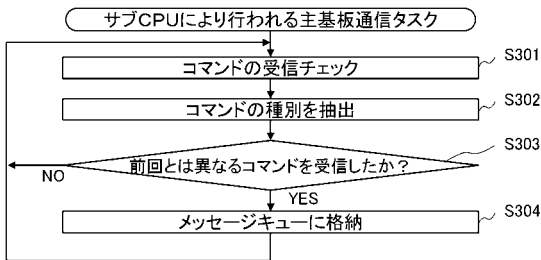 サブCPUにより行われる主基板通信タスク
コマンドの受信チェック
S301
コマンドの種別を抽出
S302
前回とは異なるコマンドを受信したか？
S303
NO
YES
メッセージキューに格納
S304